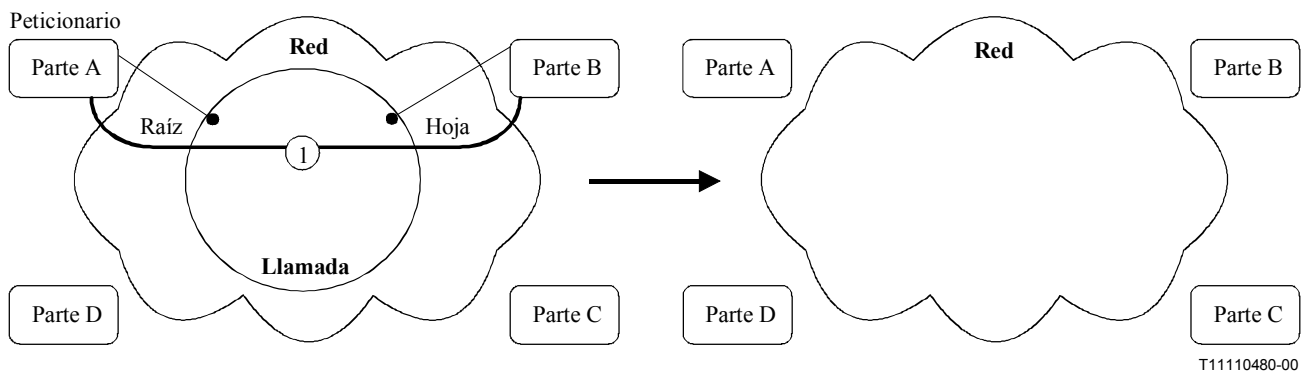 Peticionario
Parte A
Red
Parte B
Raíz
Hoja
1
Llamada
Parte D
Parte C
Parte A
Red
Parte B
Parte D
Parte C
T11110480-00